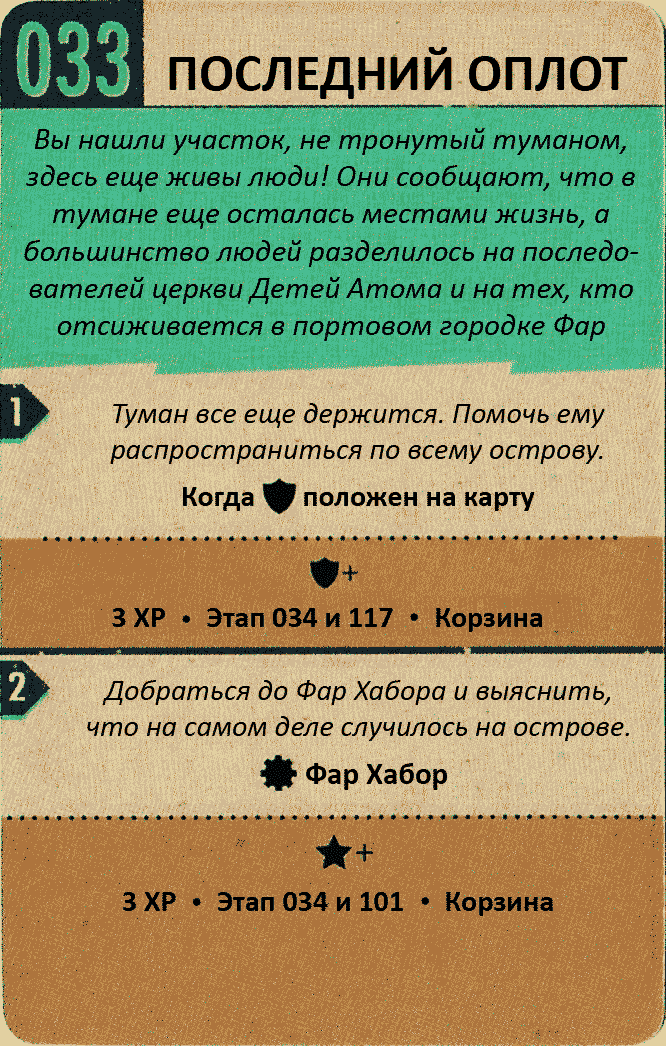 033
ПОСЛЕДНИЙ ОПЛОТ
Вы нашли участок, не тронутый туманом,
здесь еще живы люди! Они сообщают, что в
тумане еще осталась местами жизнь, а
большинство людей разделилось на последо-
вателей церкви Детей Атома и на тех, кто
отсиживается в портовом городке Фар
1
Туман все еще держится. Помочь ему
распространиться по всему острову.
Когда положен на карту
+
3 XP • Этап 034 и 117 • Корзина
2
Добраться до Фар Хабора и выяснить,
что на самом деле случилось на острове.
Фар Хабор
+
3 XP • Этап 034 и 101 • Корзина